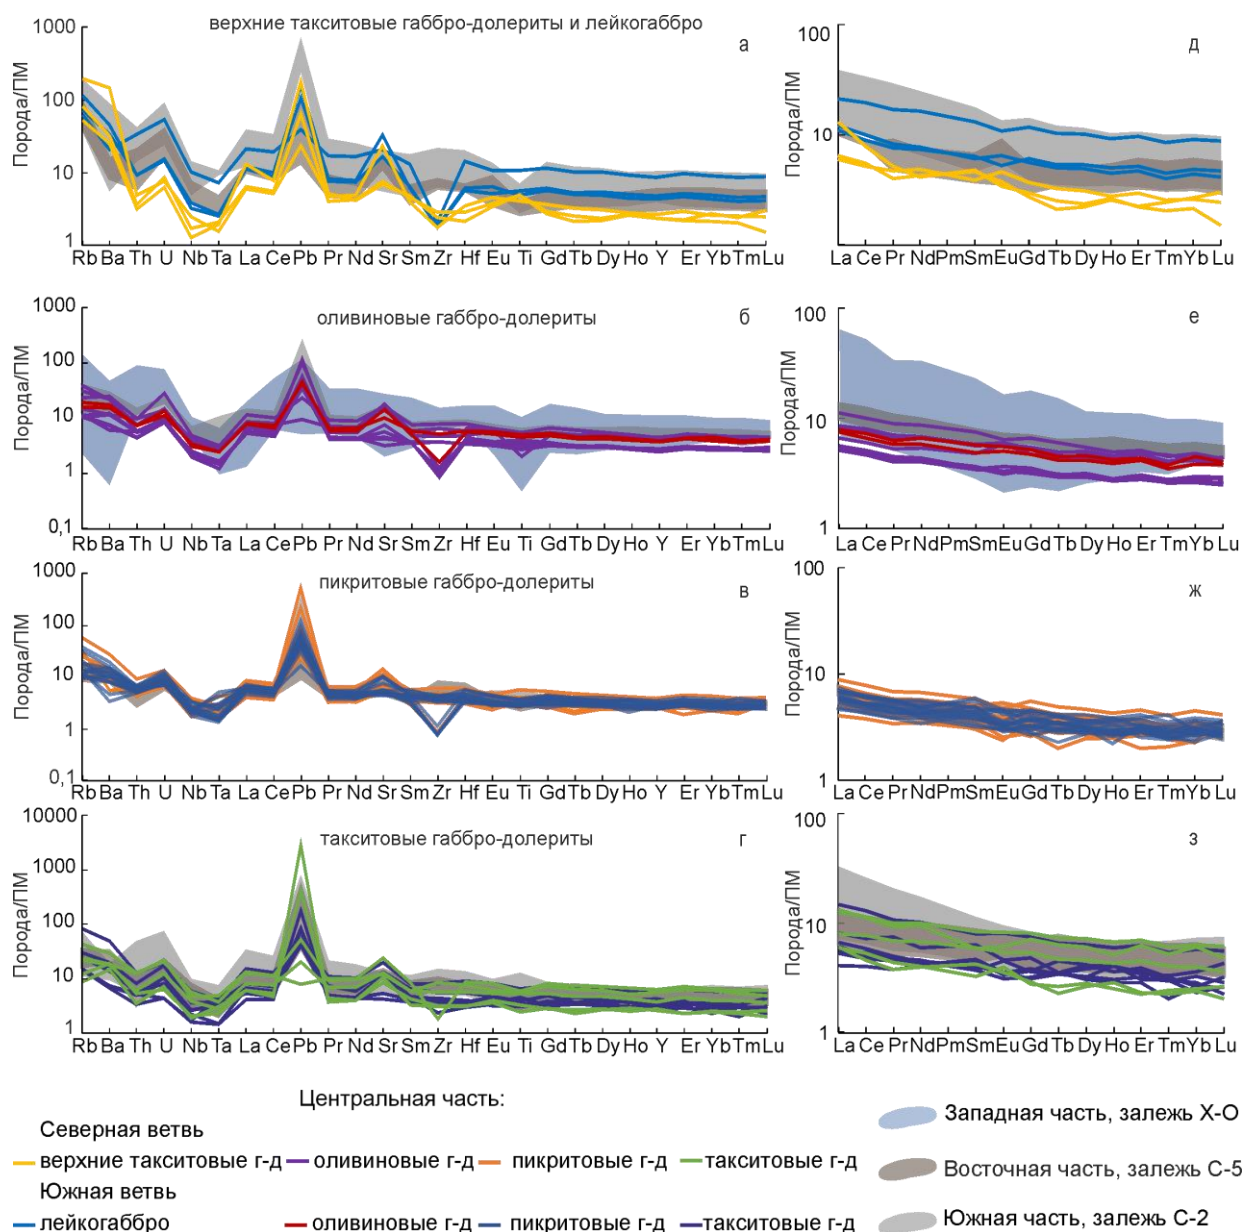 верхние такситовые габбро-долериты и лейкогаббро
а
д
Порода/ПМ
1000
100
10
1
Rb Ba Th U Nb Ta La Ce Pb Pr Nd Sr Sm Zr Hf Eu Ti Gd Tb Dy Ho Y Er Yb Tm Lu
Порода/ПМ
100
10
La Ce Pr Nd Pm Sm Eu Gd Tb Dy Ho Er Tm Yb Lu
оливиновые габбро-долериты
б
е
Порода/ПМ
1000
100
10
1
0,1
Rb Ba Th U Nb Ta La Ce Pb Pr Nd Sr Sm Zr Hf Eu Ti Gd Tb Dy Ho Y Er Yb Tm Lu
Порода/ПМ
100
10
1
La Ce Pr Nd Pm Sm Eu Gd Tb Dy Ho Er Tm Yb Lu
пикритовые габбро-долериты
в
ж
Порода/ПМ
1000
100
10
1
0,1
Rb Ba Th U Nb Ta La Ce Pb Pr Nd Sr Sm Zr Hf Eu Ti Gd Tb Dy Ho Y Er Yb Tm Lu
Порода/ПМ
100
10
1
La Ce Pr Nd Pm Sm Eu Gd Tb Dy Ho Er Tm Yb Lu
такситовые габбро-долериты
г
з
Порода/ПМ
10000
1000
100
10
1
Rb Ba Th U Nb Ta La Ce Pb Pr Nd Sr Sm Zr Hf Eu Ti Gd Tb Dy Ho Y Er Yb Tm Lu
Порода/ПМ
100
10
1
La Ce Pr Nd Pm Sm Eu Gd Tb Dy Ho Er Tm Yb Lu
Центральная часть:
Северная ветвь
верхние такситовые г-д оливиновые г-д пикритовые г-д такситовые г-д
Южная ветвь
лейкогаббро оливиновые г-д пикритовые г-д такситовые г-д
Западная часть, залежь Х-О
Восточная часть, залежь С-5
Южная часть, залежь С-2